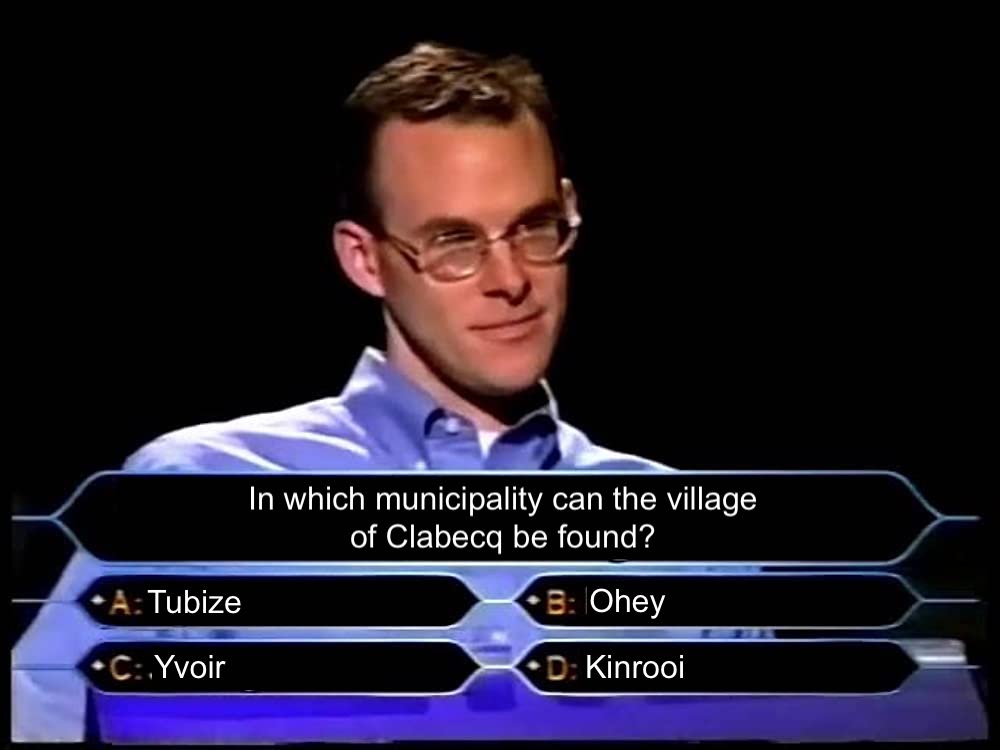 In which municipality can the village
of Clabecq be found?
A: Tubize
B: Ohey
C: Yvoir
D: Kinrooi